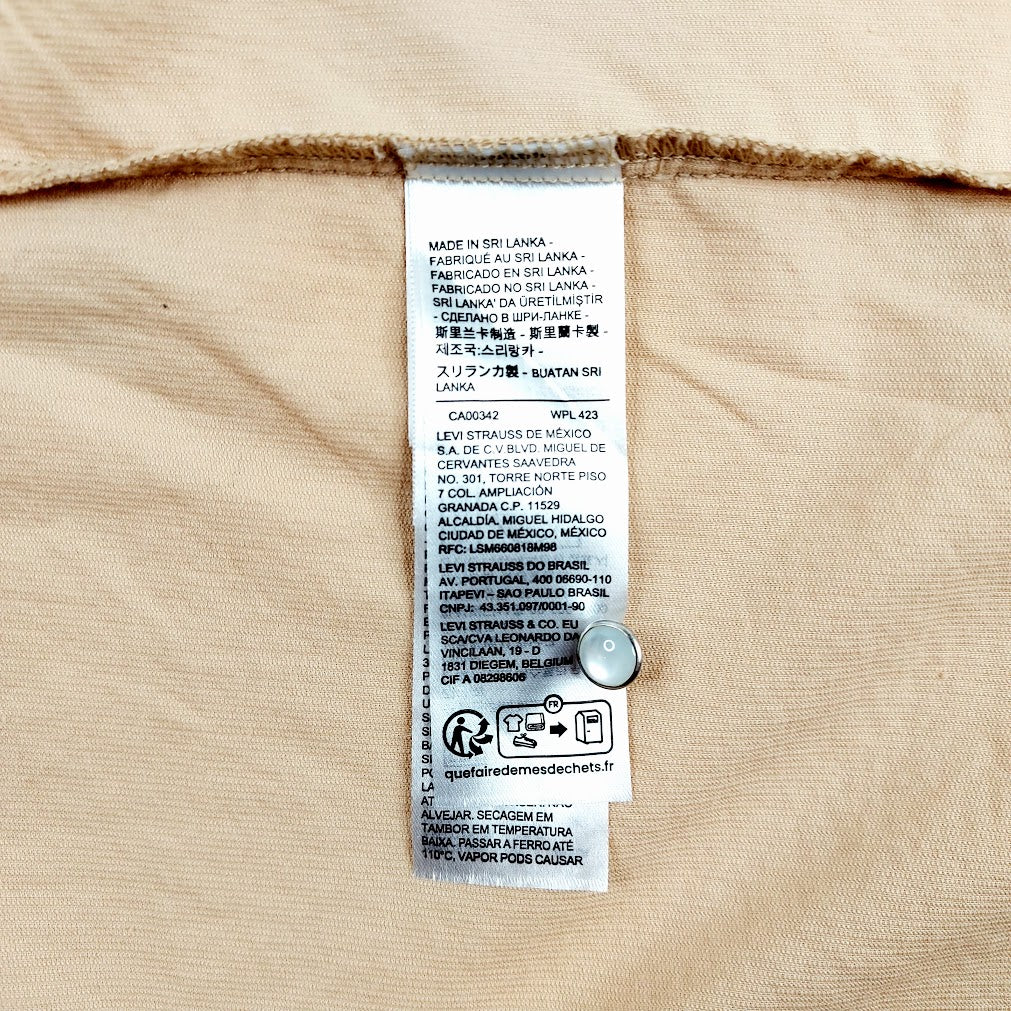 MADE IN SRI LANKA -
FABRIQUÉ AU SRI LANKA -
FABRICADO EN SRI LANKA -
FABRICADO NO SRI LANKA -
SRİ LANKA' DA ÜRETİLMİŞTİR
- СДЕЛАНО В ШРИ-ЛАНКЕ -
斯里兰卡制造 - 斯里蘭卡製 -
제조국:스리랑카 -
スリランカ製 - BUATAN SRI
LANKA
CA00342 WPL 423
LEVI STRAUSS DE MÉXICO
S.A. DE C.V BLVD. MIGUEL DE
CERVANTES SAAVEDRA
NO. 301, TORRE NORTE PISO
7 COL. AMPLIACIÓN
GRANADA C.P. 11529
ALCALDÍA. MIGUEL HIDALGO
CIUDAD DE MÉXICO, MÉXICO
RFC: LSM660818M98
LEVI STRAUSS DO BRASIL
AV. PORTUGAL, 400 06690-110
ITAPEVI – SAO PAULO BRASIL
CNPJ: 43.351.097/0001-90
LEVI STRAUSS & CO. EU
SCA/CVA LEONARDO DA
VINCILAAN, 19 - D
1831 DIEGEM, BELGIUM
CIF A 08298606
FR
quefairedemesdechets.fr
ALVEJAR. SECAGEM EM
TAMBOR EM TEMPERATURA
BAIXA. PASSAR A FERRO ATÉ
110°C, VAPOR PODS CAUSAR